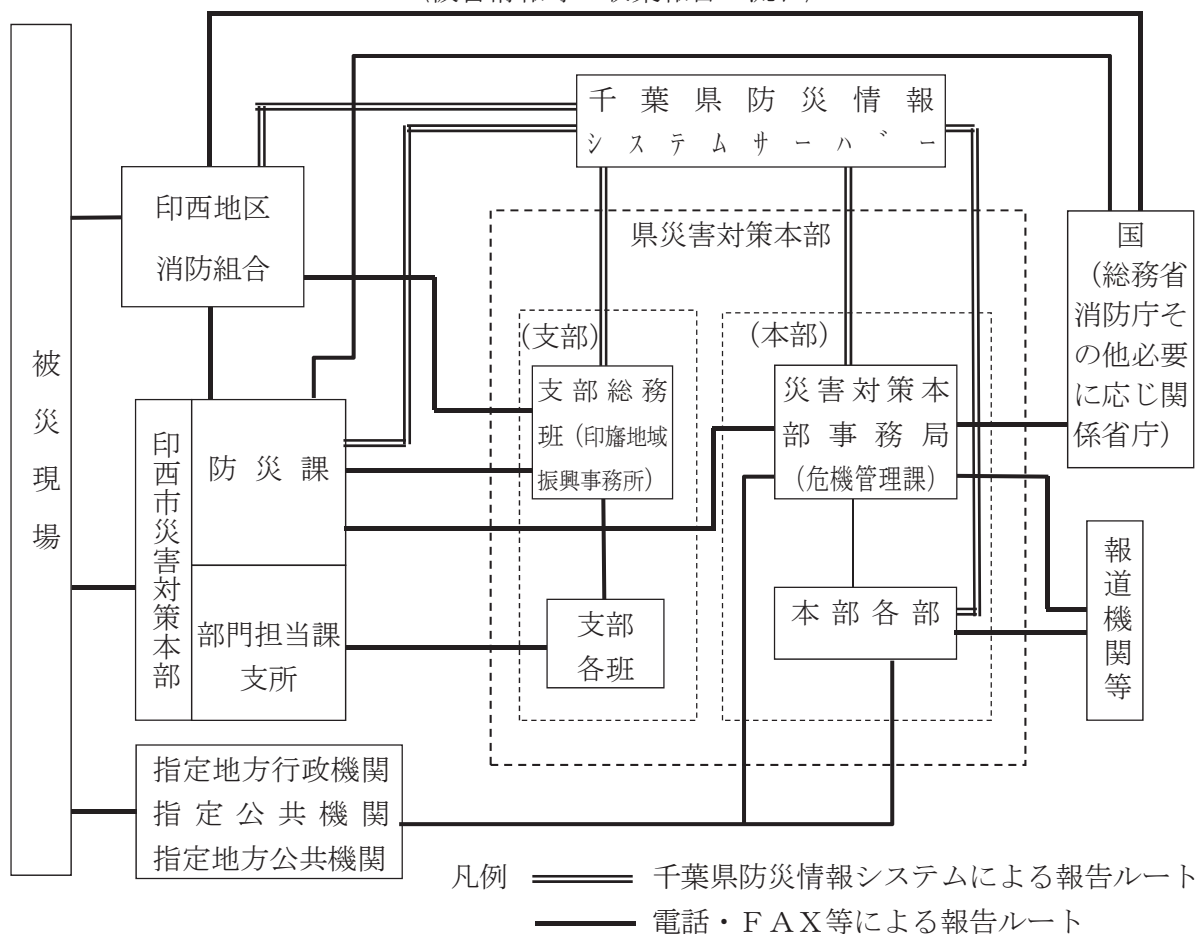 千葉県防災情報
システムサーバー
印西地区
消防組合
県災害対策本部
国
(総務省
消防庁そ
の他必要
に応じ関
係省庁)
(支部)
(本部)
被災現場
支部総務
班(印旛地域
振興事務所)
災害対策本
部事務局
(危機管理課)
印西市災害対策本部
防災課
部門担当課
支所
支部
各班
本部各部
報道機関等
指定地方行政機関
指定公共機関
指定地方公共機関
凡例
千葉県防災情報システムによる報告ルート
電話・FAX等による報告ルート